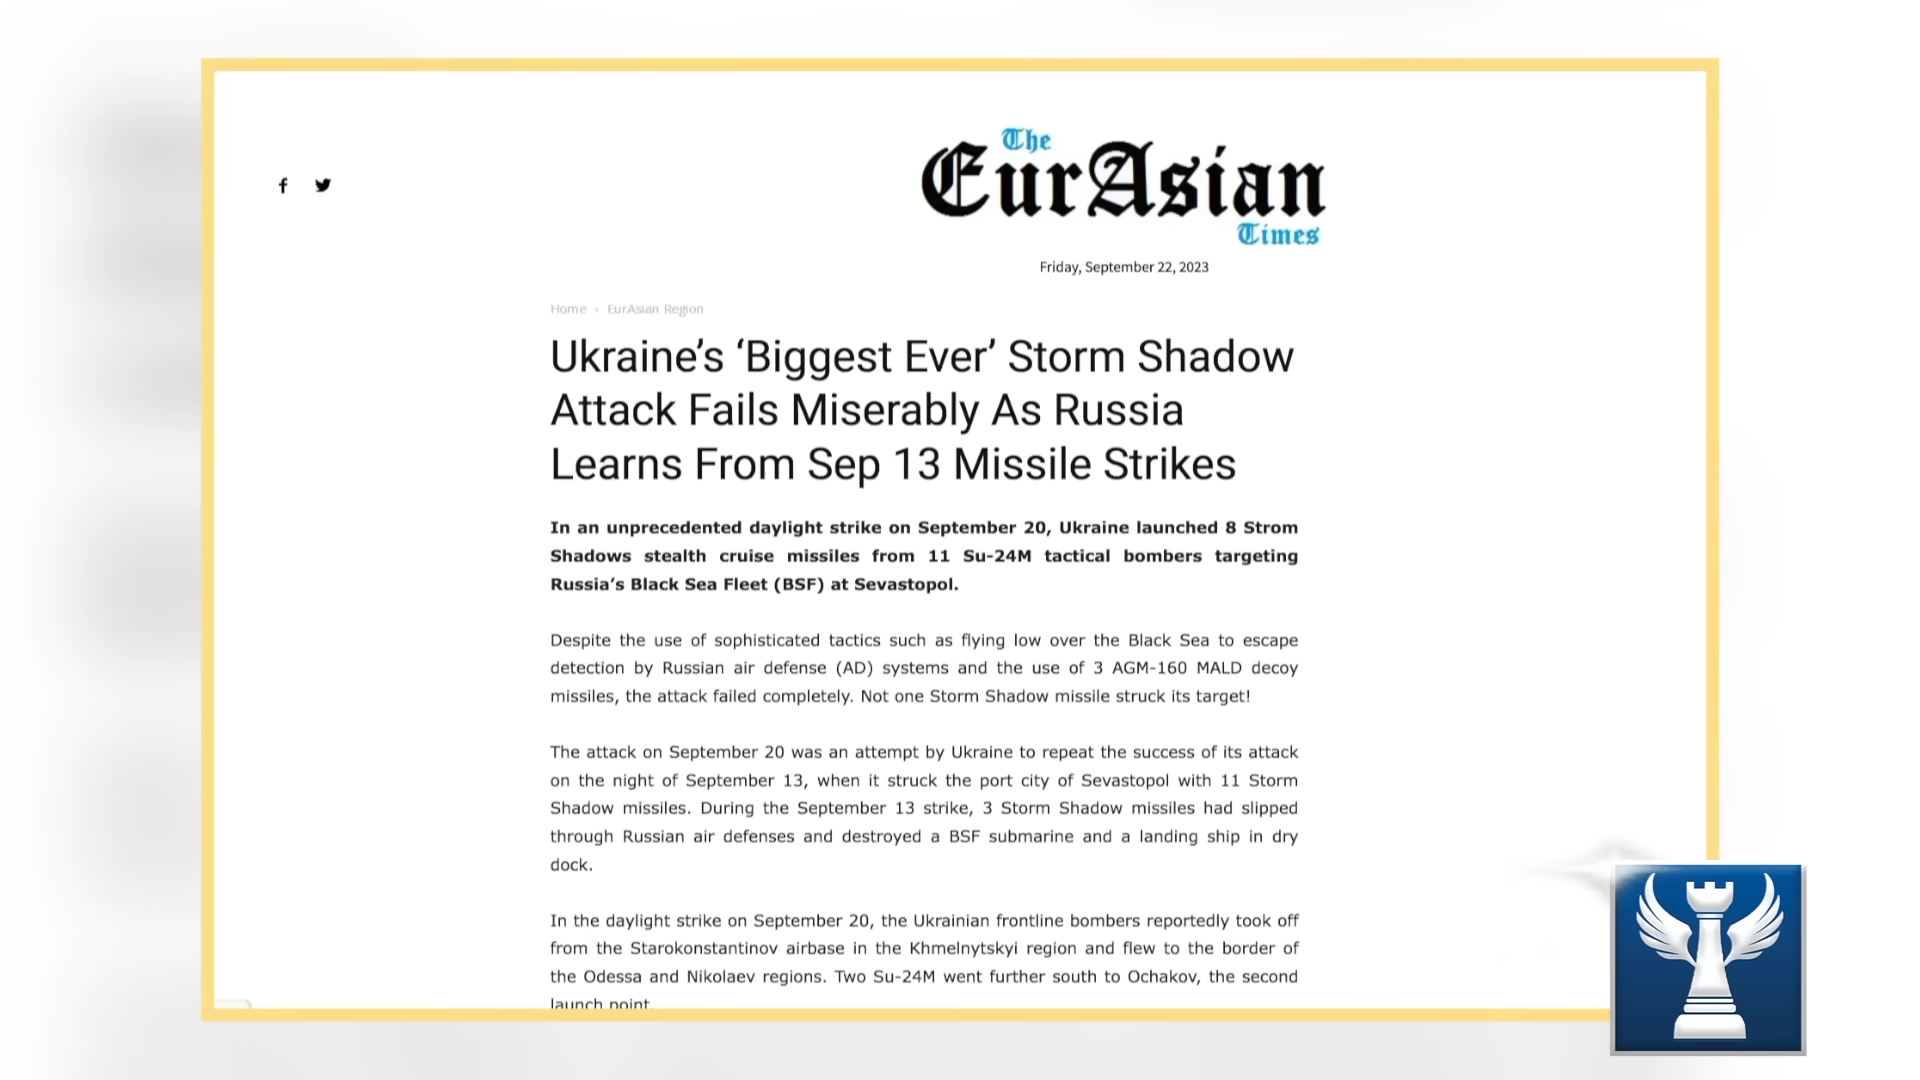 The
EurAsian
Times
Friday, September 22, 2023
Home › EurAsian Region
Ukraine’s ‘Biggest Ever’ Storm Shadow
Attack Fails Miserably As Russia
Learns From Sep 13 Missile Strikes
In an unprecedented daylight strike on September 20, Ukraine launched 8 Strom
Shadows stealth cruise missiles from 11 Su-24M tactical bombers targeting
Russia’s Black Sea Fleet (BSF) at Sevastopol.
Despite the use of sophisticated tactics such as flying low over the Black Sea to escape
detection by Russian air defense (AD) systems and the use of 3 AGM-160 MALD decoy
missiles, the attack failed completely. Not one Storm Shadow missile struck its target!
The attack on September 20 was an attempt by Ukraine to repeat the success of its attack
on the night of September 13, when it struck the port city of Sevastopol with 11 Storm
Shadow missiles. During the September 13 strike, 3 Storm Shadow missiles had slipped
through Russian air defenses and destroyed a BSF submarine and a landing ship in dry
dock.
In the daylight strike on September 20, the Ukrainian frontline bombers reportedly took off
from the Starokonstantinov airbase in the Khmelnytskyi region and flew to the border of
the Odessa and Nikolaev regions. Two Su-24M went further south to Ochakov, the second
launch point.